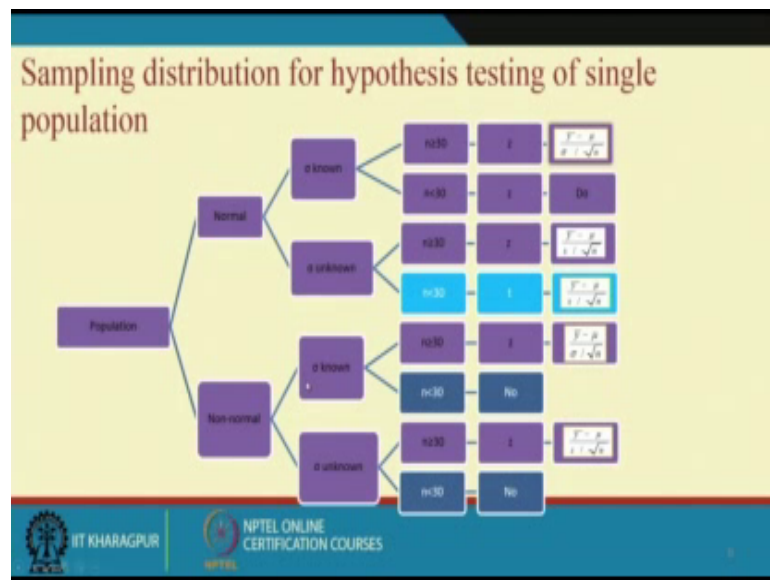 Sampling distribution for hypothesis testing of single
population
Population
Normal
Non-normal
σ known
σ unknown
σ known
σ unknown
n≥30 z
n<30 z Do
n≥30 z
n<30 t
n≥30 z
n<30 No
n≥30 z
n<30 No
IIT KHARAGPUR
NPTEL
NPTEL ONLINE
CERTIFICATION COURSES